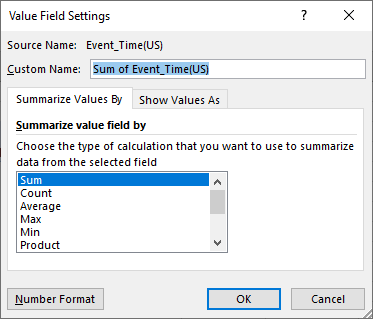 Value Field Settings
Source Name: Event_Time(US)
Custom Name: Sum of Event_Time(US)
Summarize Values By Show Values As
Summarize value field by
Choose the type of calculation that you want to use to summarize
data from the selected field
Sum
Count
Average
Max
Min
Product
Number Format OK Cancel